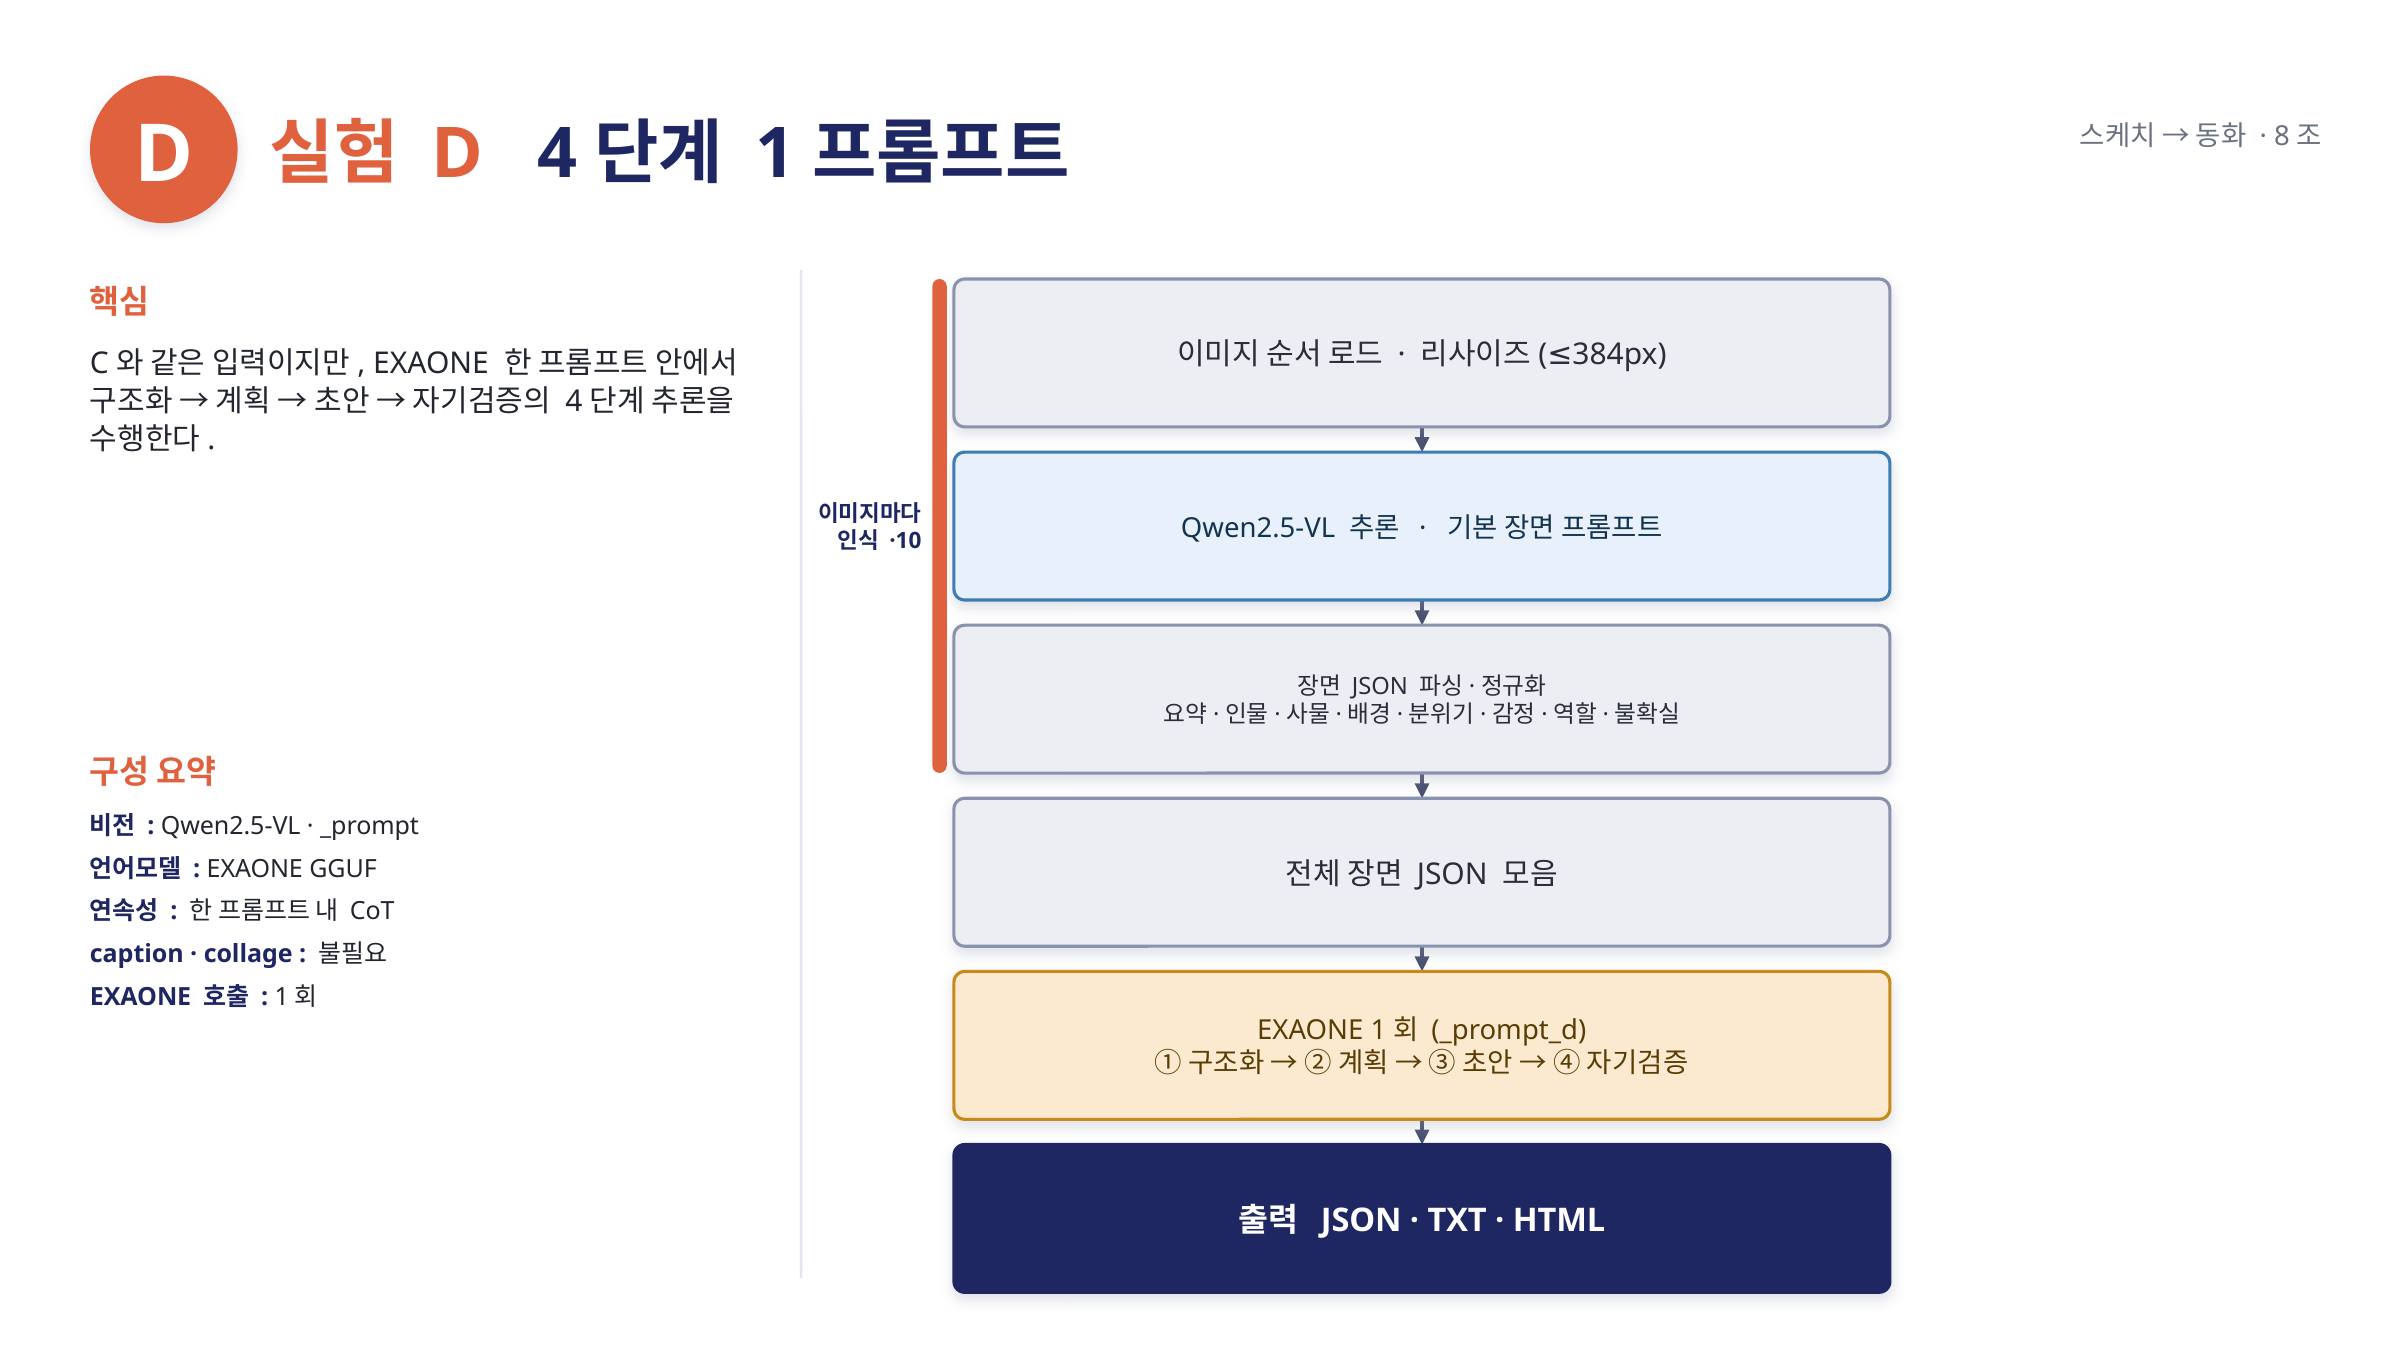 D
실험 D 4 단계 1 프롬프트
스케치 → 동화 · 8 조
핵심
C 와 같은 입력이지만 , EXAONE 한 프롬프트 안에서
구조화 → 계획 → 초안 → 자기검증의 4 단계 추론을
수행한다 .
구성 요약
비전 : Qwen2.5-VL · _prompt
언어모델 : EXAONE GGUF
연속성 : 한 프롬프트 내 CoT
caption · collage : 불필요
EXAONE 호출 : 1 회
이미지마다
인식 ·10
이미지 순서 로드 · 리사이즈 (≤384px)
Qwen2.5-VL 추론 · 기본 장면 프롬프트
장면 JSON 파싱 · 정규화
요약 · 인물 · 사물 · 배경 · 분위기 · 감정 · 역할 · 불확실
전체 장면 JSON 모음
EXAONE 1 회 (_prompt_d)
① 구조화 → ② 계획 → ③ 초안 → ④ 자기검증
출력 JSON · TXT · HTML